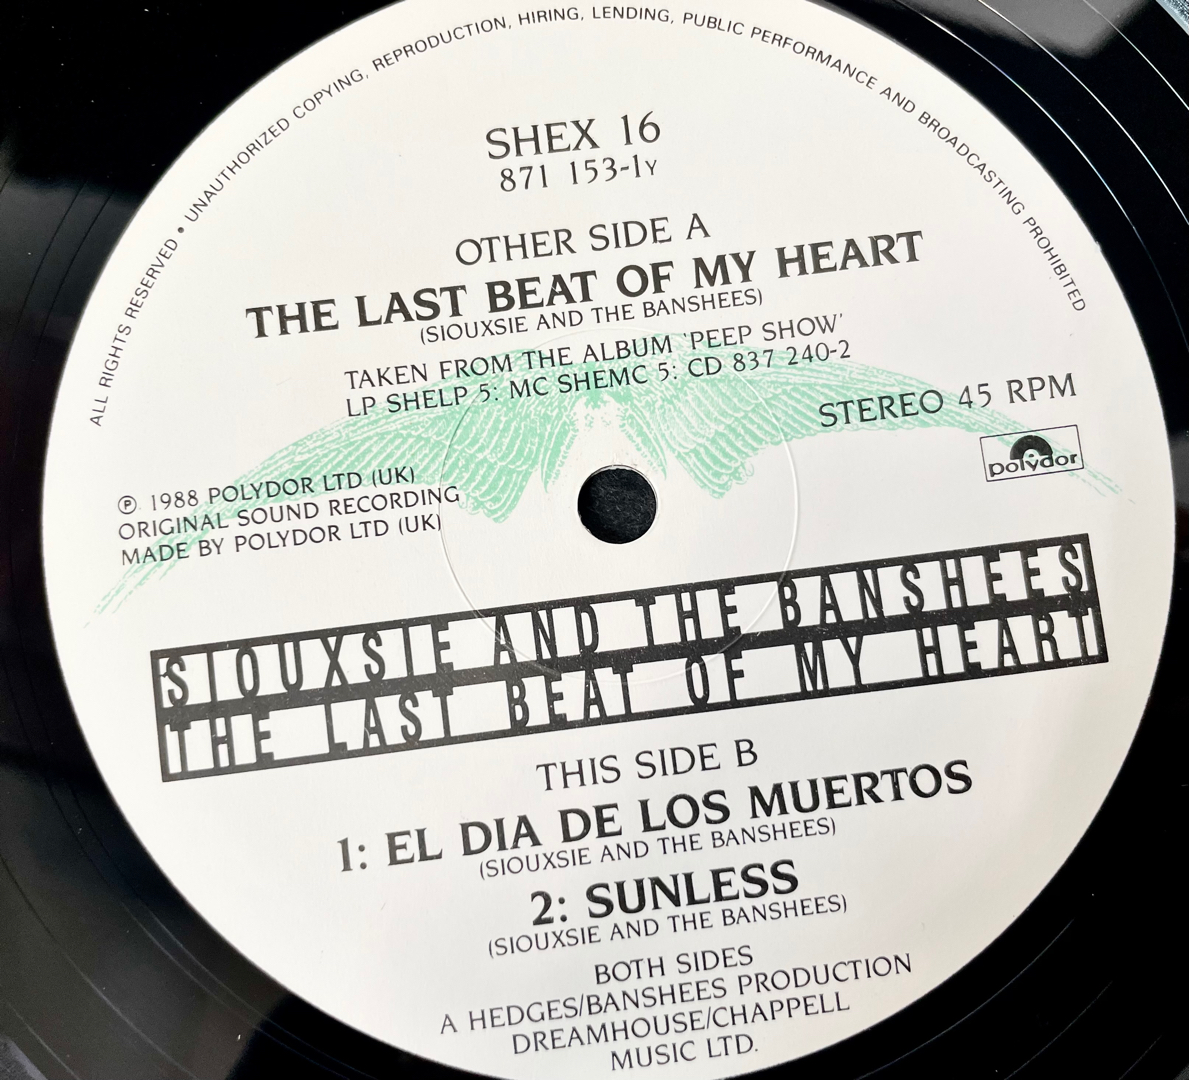 ALL RIGHTS RESERVED • UNAUTHORIZED COPYING, REPRODUCTION, HIRING, LENDING, PUBLIC PERFORMANCE AND BROADCASTING PROHIBITED
SHEX 16
871 153-1Y
OTHER SIDE A
THE LAST BEAT OF MY HEART
(SIOUXSIE AND THE BANSHEES)
TAKEN FROM THE ALBUM 'PEEP SHOW'
LP SHELP 5: MC SHEMC 5: CD 837 240-2
STEREO 45 RPM
polydor
Ⓟ 1988 POLYDOR LTD (UK)
ORIGINAL SOUND RECORDING
MADE BY POLYDOR LTD (UK)
SIOUXSIE AND THE BANSHEES
THE LAST BEAT OF MY HEART
THIS SIDE B
1: EL DIA DE LOS MUERTOS
(SIOUXSIE AND THE BANSHEES)
2: SUNLESS
(SIOUXSIE AND THE BANSHEES)
BOTH SIDES
A HEDGES/BANSHEES PRODUCTION
DREAMHOUSE/CHAPPELL
MUSIC LTD.